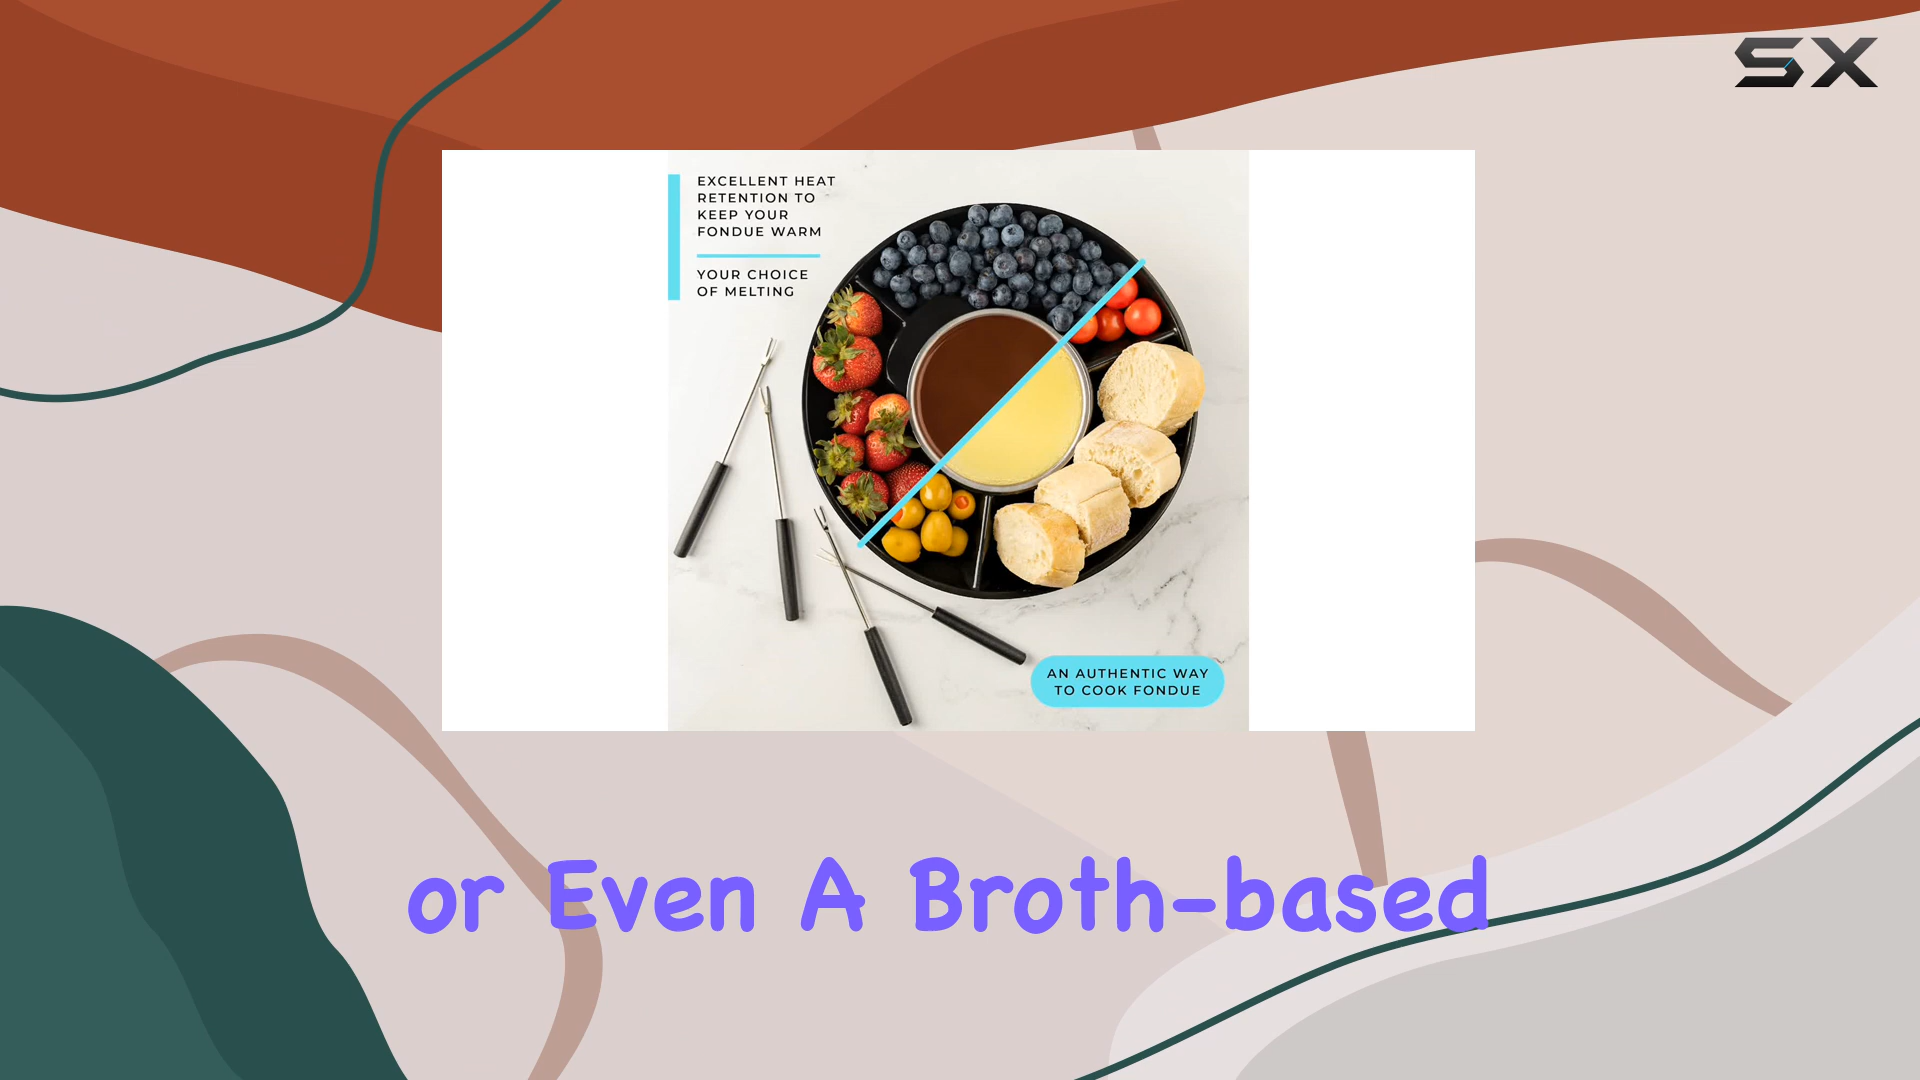 SX
EXCELLENT HEAT
RETENTION TO
KEEP YOUR
FONDUE WARM
YOUR CHOICE
OF MELTING
AN AUTHENTIC WAY
TO COOK FONDUE
or Even A Broth-based